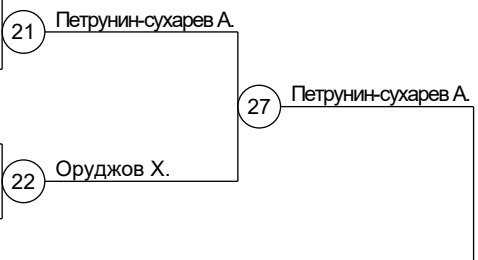 21
Петрунин-сухарев А.
27
Петрунин-сухарев А.
22
Оруджов Х.